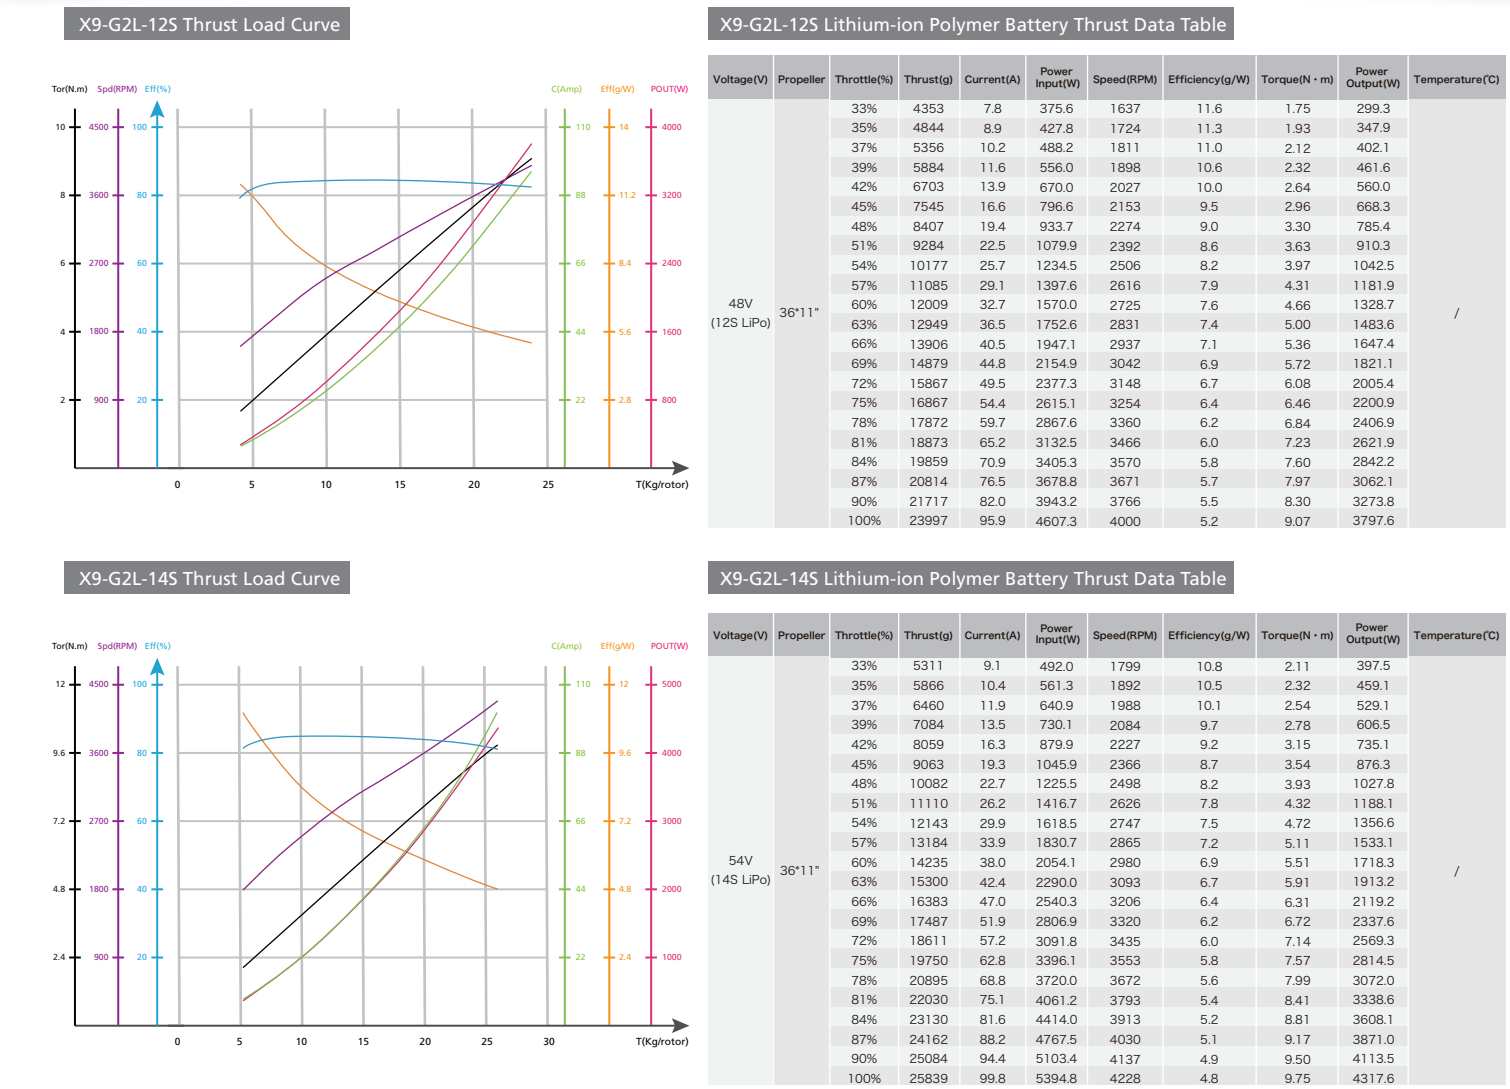 X9-G2L-12S Thrust Load Curve
Tor(N.m) Spd(RPM) Eff(%) C(Amp) Eff(g/W) POUT(W)
10 4500 100 110 14 4000
8 3600 80 88 11.2 3200
6 2700 60 66 8.4 2400
4 1800 40 44 5.6 1600
2 900 20 22 2.8 800
0 5 10 15 20 25 T(Kg/rotor)
X9-G2L-12S Lithium-ion Polymer Battery Thrust Data Table
Voltage(V) Propeller Throttle(%) Thrust(g) Current(A) Power Input(W) Speed(RPM) Efficiency(g/W) Torque(N·m) Power Output(W) Temperature(℃)
48V
(12S LiPo)
36*11"
33% 4353 7.8 375.6 1637 11.6 1.75 299.3
35% 4844 8.9 427.8 1724 11.3 1.93 347.9
37% 5356 10.2 488.2 1811 11.0 2.12 402.1
39% 5884 11.6 556.0 1898 10.6 2.32 461.6
42% 6703 13.9 670.0 2027 10.0 2.64 560.0
45% 7545 16.6 796.6 2153 9.5 2.96 668.3
48% 8407 19.4 933.7 2274 9.0 3.30 785.4
51% 9284 22.5 1079.9 2392 8.6 3.63 910.3
54% 10177 25.7 1234.5 2506 8.2 3.97 1042.5
57% 11085 29.1 1397.6 2616 7.9 4.31 1181.9
60% 12009 32.7 1570.0 2725 7.6 4.66 1328.7
63% 12949 36.5 1752.6 2831 7.4 5.00 1483.6
66% 13906 40.5 1947.1 2937 7.1 5.36 1647.4
69% 14879 44.8 2154.9 3042 6.9 5.72 1821.1
72% 15867 49.5 2377.3 3148 6.7 6.08 2005.4
75% 16867 54.4 2615.1 3254 6.4 6.46 2200.9
78% 17872 59.7 2867.6 3360 6.2 6.84 2406.9
81% 18873 65.2 3132.5 3466 6.0 7.23 2621.9
84% 19859 70.9 3405.3 3570 5.8 7.60 2842.2
87% 20814 76.5 3678.8 3671 5.7 7.97 3062.1
90% 21717 82.0 3943.2 3766 5.5 8.30 3273.8
100% 23997 95.9 4607.3 4000 5.2 9.07 3797.6
/
X9-G2L-14S Thrust Load Curve
Tor(N.m) Spd(RPM) Eff(%) C(Amp) Eff(g/W) POUT(W)
12 4500 100 110 12 5000
9.6 3600 80 88 9.6 4000
7.2 2700 60 66 7.2 3000
4.8 1800 40 44 4.8 2000
2.4 900 20 22 2.4 1000
0 5 10 15 20 25 30 T(Kg/rotor)
X9-G2L-14S Lithium-ion Polymer Battery Thrust Data Table
Voltage(V) Propeller Throttle(%) Thrust(g) Current(A) Power Input(W) Speed(RPM) Efficiency(g/W) Torque(N·m) Power Output(W) Temperature(℃)
54V
(14S LiPo)
36*11"
33% 5311 9.1 492.0 1799 10.8 2.11 397.5
35% 5866 10.4 561.3 1892 10.5 2.32 459.1
37% 6460 11.9 640.9 1988 10.1 2.54 529.1
39% 7084 13.5 730.1 2084 9.7 2.78 606.5
42% 8059 16.3 879.9 2227 9.2 3.15 735.1
45% 9063 19.3 1045.9 2366 8.7 3.54 876.3
48% 10082 22.7 1225.5 2498 8.2 3.93 1027.8
51% 11110 26.2 1416.7 2626 7.8 4.32 1188.1
54% 12143 29.9 1618.5 2747 7.5 4.72 1356.6
57% 13184 33.9 1830.7 2865 7.2 5.11 1533.1
60% 14235 38.0 2054.1 2980 6.9 5.51 1718.3
63% 15300 42.4 2290.0 3093 6.7 5.91 1913.2
66% 16383 47.0 2540.3 3206 6.4 6.31 2119.2
69% 17487 51.9 2806.9 3320 6.2 6.72 2337.6
72% 18611 57.2 3091.8 3435 6.0 7.14 2569.3
75% 19750 62.8 3396.1 3553 5.8 7.57 2814.5
78% 20895 68.8 3720.0 3672 5.6 7.99 3072.0
81% 22030 75.1 4061.2 3793 5.4 8.41 3338.6
84% 23130 81.6 4414.0 3913 5.2 8.81 3608.1
87% 24162 88.2 4767.5 4030 5.1 9.17 3871.0
90% 25084 94.4 5103.4 4137 4.9 9.50 4113.5
100% 25839 99.8 5394.8 4228 4.8 9.75 4317.6
/